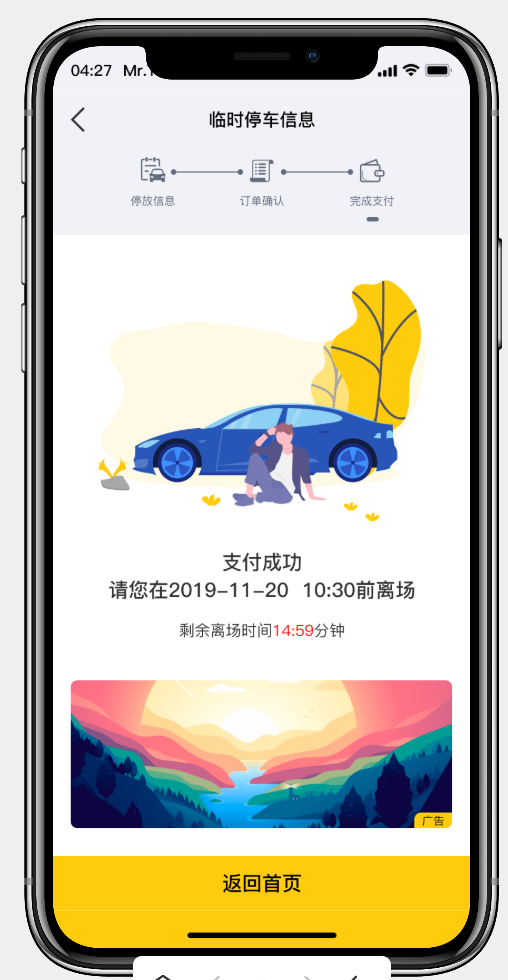 04:27 Mr.
临时停车信息
停放信息 订单确认 完成支付
支付成功
请您在2019-11-20 10:30前离场
剩余离场时间14:59分钟
广告
返回首页